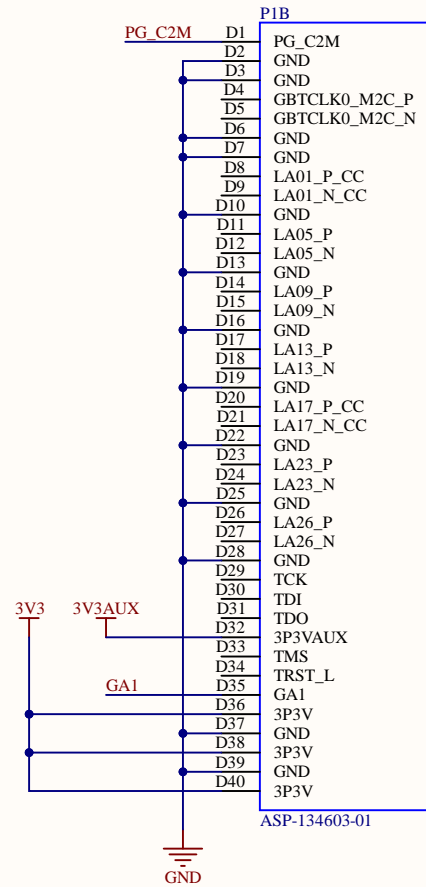 P1B
PG_C2M D1 PG_C2M
D2 GND
D3 GND
D4 GBTCLK0_M2C_P
D5 GBTCLK0_M2C_N
D6 GND
D7 GND
D8 LA01_P_CC
D9 LA01_N_CC
D10 GND
D11 LA05_P
D12 LA05_N
D13 GND
D14 LA09_P
D15 LA09_N
D16 GND
D17 LA13_P
D18 LA13_N
D19 GND
D20 LA17_P_CC
D21 LA17_N_CC
D22 GND
D23 LA23_P
D24 LA23_N
D25 GND
D26 LA26_P
D27 LA26_N
D28 GND
D29 TCK
D30 TDI
3V3 3V3AUX D31 TDO
D32 3P3VAUX
D33 TMS
D34 TRST_L
GA1 D35 GA1
D36 3P3V
D37 GND
D38 3P3V
D39 GND
D40 3P3V
ASP-134603-01
GND